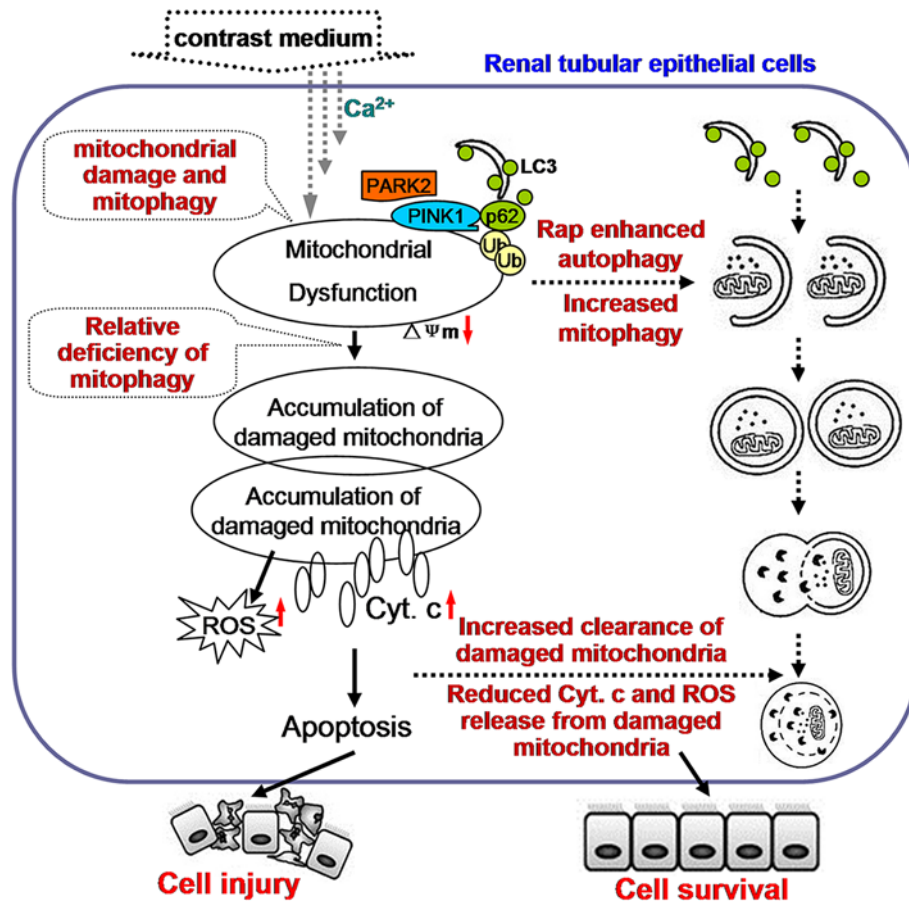 contrast medium
Renal tubular epithelial cells
Ca²⁺
mitochondrial
damage and
mitophagy
LC3
PARK2
PINK1
p62
Ub
Ub
Mitochondrial
Dysfunction
Rap enhanced
autophagy
Increased
mitophagy
△Ψm
Relative
deficiency of
mitophagy
Accumulation of
damaged mitochondria
Accumulation of
damaged mitochondria
ROS
Cyt. c
Increased clearance of
damaged mitochondria
Reduced Cyt. c and ROS
release from damaged
mitochondria
Apoptosis
Cell injury
Cell survival